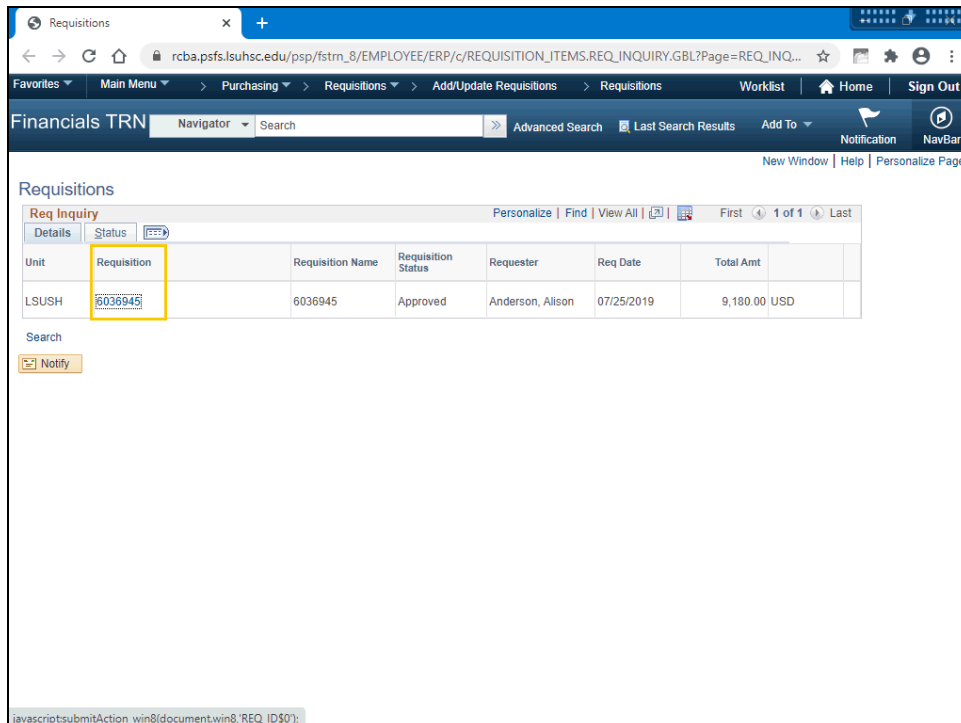 Requisitions
rcba.psfs.lsuhsc.edu/psp/fstrn_8/EMPLOYEE/ERP/c/REQUISITION_ITEMS.REQ_INQUIRY.GBL?Page=REQ_INQ...
Favorites Main Menu > Purchasing > Requisitions > Add/Update Requisitions > Requisitions Worklist Home Sign Out
Financials TRN Navigator Search >> Advanced Search Last Search Results Add To Notification NavBar
New Window | Help | Personalize Page
Requisitions
Req Inquiry Personalize | Find | View All | First 1 of 1 Last
Details Status
Unit Requisition Requisition Name Requisition Status Requester Req Date Total Amt
LSUSH 6036945 6036945 Approved Anderson, Alison 07/25/2019 9,180.00 USD
Search
Notify
javascript:submitAction_win8(document.win8,'REQ_ID$0');